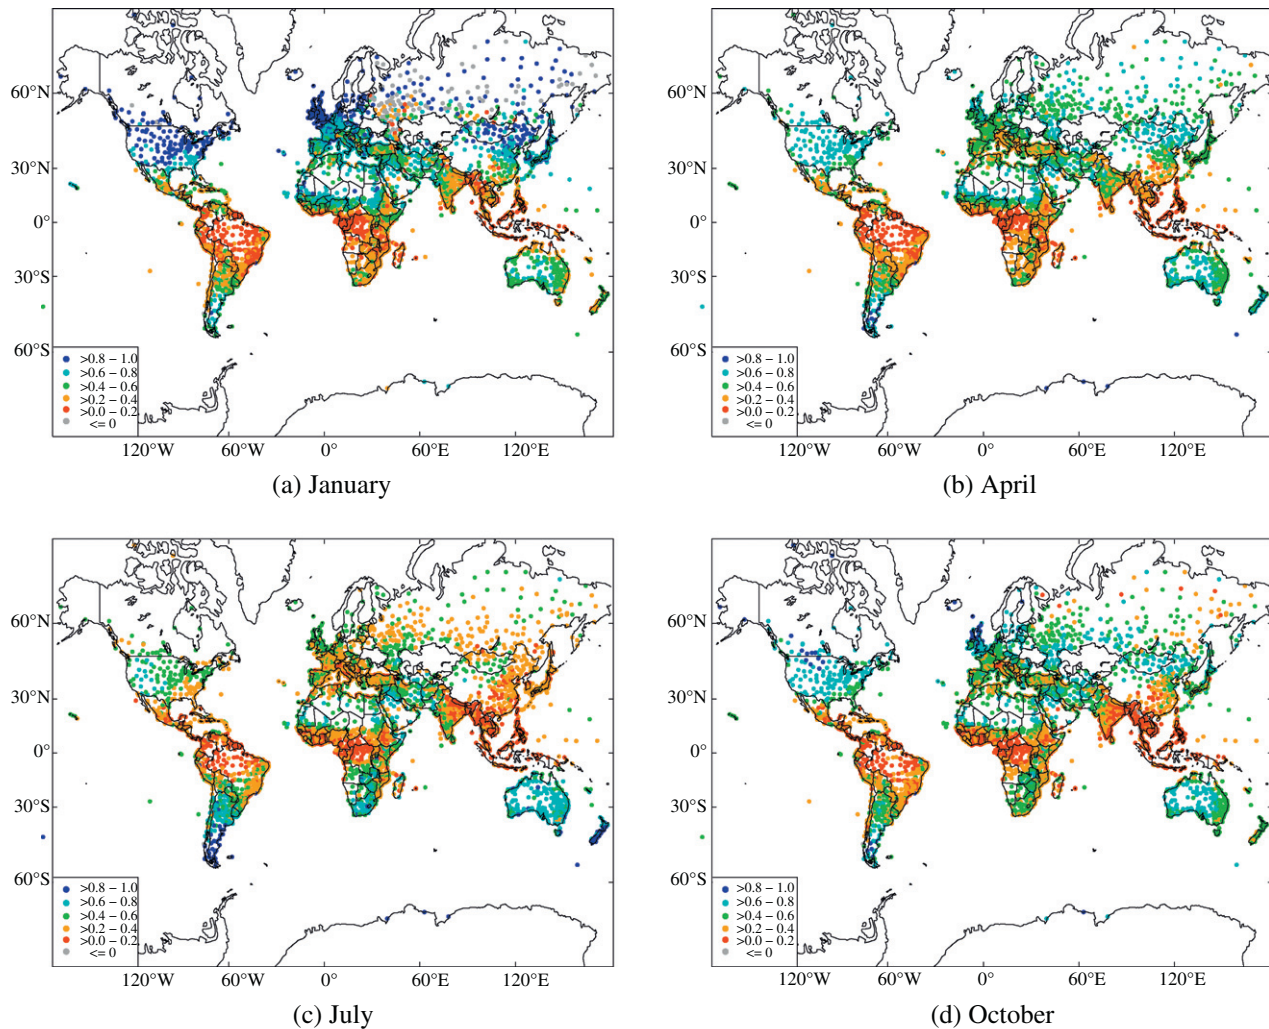 60°N
30°N
0°
30°S
60°S
>0.8 – 1.0
>0.6 – 0.8
>0.4 – 0.6
>0.2 – 0.4
>0.0 – 0.2
<= 0
120°W 60°W 0° 60°E 120°E
(a) January
60°N
30°N
0°
30°S
60°S
>0.8 – 1.0
>0.6 – 0.8
>0.4 – 0.6
>0.2 – 0.4
>0.0 – 0.2
<= 0
120°W 60°W 0° 60°E 120°E
(b) April
60°N
30°N
0°
30°S
60°S
>0.8 – 1.0
>0.6 – 0.8
>0.4 – 0.6
>0.2 – 0.4
>0.0 – 0.2
<= 0
120°W 60°W 0° 60°E 120°E
(c) July
60°N
30°N
0°
30°S
60°S
>0.8 – 1.0
>0.6 – 0.8
>0.4 – 0.6
>0.2 – 0.4
>0.0 – 0.2
<= 0
120°W 60°W 0° 60°E 120°E
(d) October